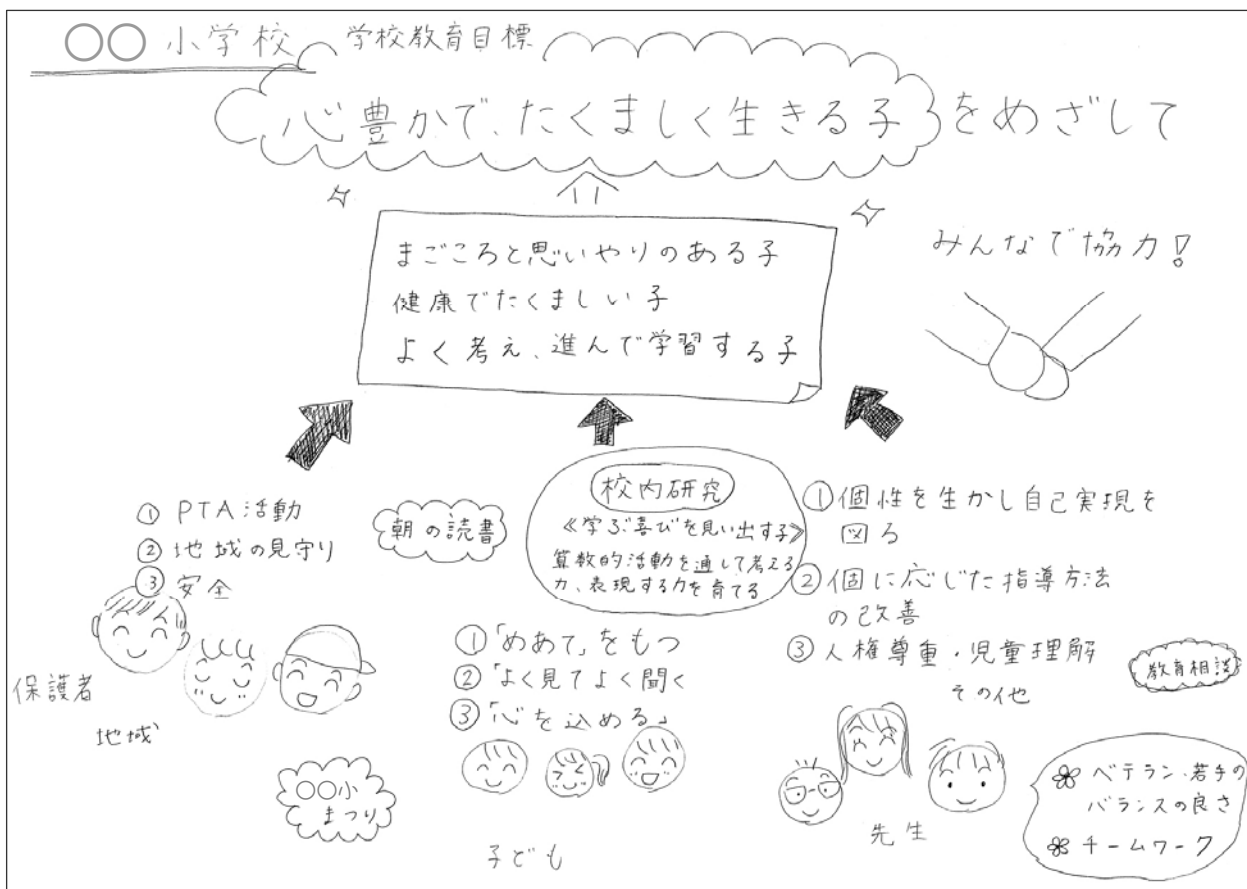 ○○小学校
学校教育目標
心豊かで、たくましく生きる子をめざして
まごころと思いやりのある子
健康でたくましい子
よく考え、進んで学習する子
みんなで協力!
① PTA活動
② 地域の見守り
③ 安全
保護者
地域
朝の読書
○○小
まつり
校内研究
≪学ぶ喜びを見い出す子≫
算数的活動を通して考える
力、表現する力を育てる
①「めあて」をもつ
②「よく見てよく聞く
③「心を込める」
子ども
①個性を生かし自己実現を
図る
②個に応じた指導方法
の改善
③人権尊重・児童理解
その他
教育相談
先生
ベテラン、若手の
バランスの良さ
チームワーク